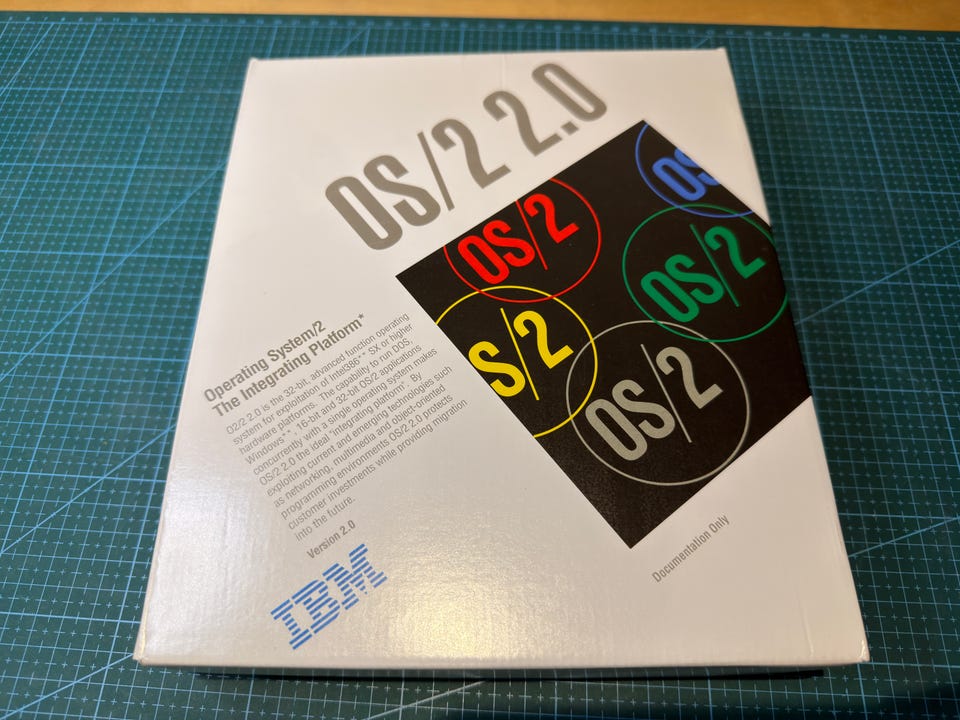 OS/2 2.0
OS/2
OS/2
OS/2
S/2
OS/2
Operating System/2
The Integrating Platform*
O2/2 2.0 is the 32-bit, advanced function operating
system for exploitation of Intel386** SX or higher
hardware platforms. The capability to run DOS,
Windows**, 16-bit and 32-bit OS/2 applications
concurrently with a single operating system makes
OS/2 2.0 the ideal "integrating platform". By
exploiting current and emerging technologies such
as networking, multimedia and object-oriented
programming environments OS/2 2.0 protects
customer investments while providing migration
into the future.
Version 2.0
IBM
Documentation Only